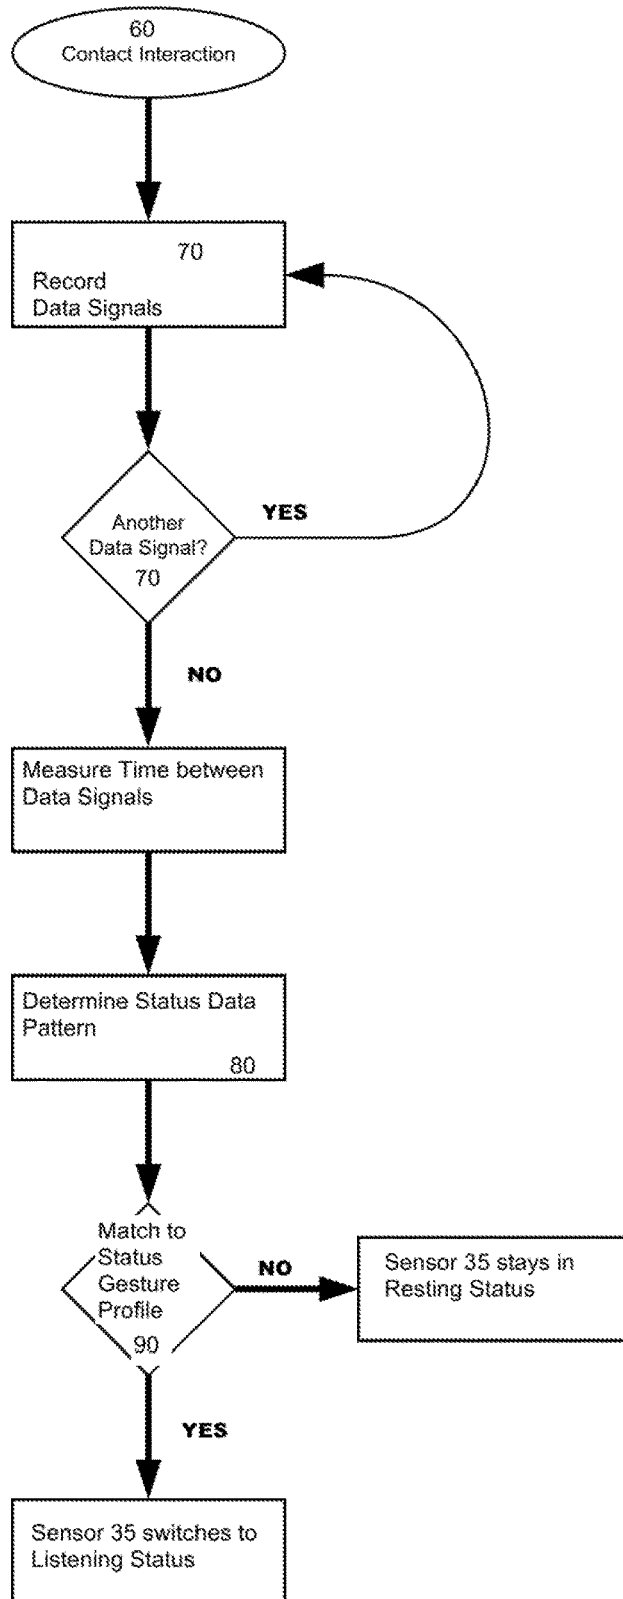 60
Contact Interaction
70
Record
Data Signals
Another
Data Signal?
70
YES
NO
Measure Time between
Data Signals
Determine Status Data
Pattern
80
Match to
Status
Gesture
Profile
90
NO
Sensor 35 stays in
Resting Status
YES
Sensor 35 switches to
Listening Status